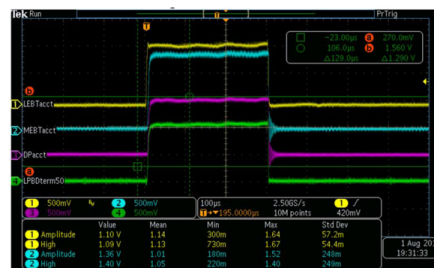 Tek Run
PrTrig
-23.00µs a 270.0mV
106.0µs b 1.560 V
△129.0µs △1.290 V
b
1 LEBTacct
2 MEBTacct
DPacct
a
LPBDterm50
1 500mV 2 500mV
500mV 4 500mV
100µs 2.50GS/s 1
T→▼195.0000µs 10M points 420mV
Value Mean Min Max Std Dev
1 Amplitude 1.10 V 1.14 300m 1.64 57.2m
1 High 1.09 V 1.13 730m 1.67 54.4m
2 Amplitude 1.36 V 1.01 180m 1.52 248m
2 High 1.40 V 1.05 220m 1.40 249m
1 Aug 20
19:31:33